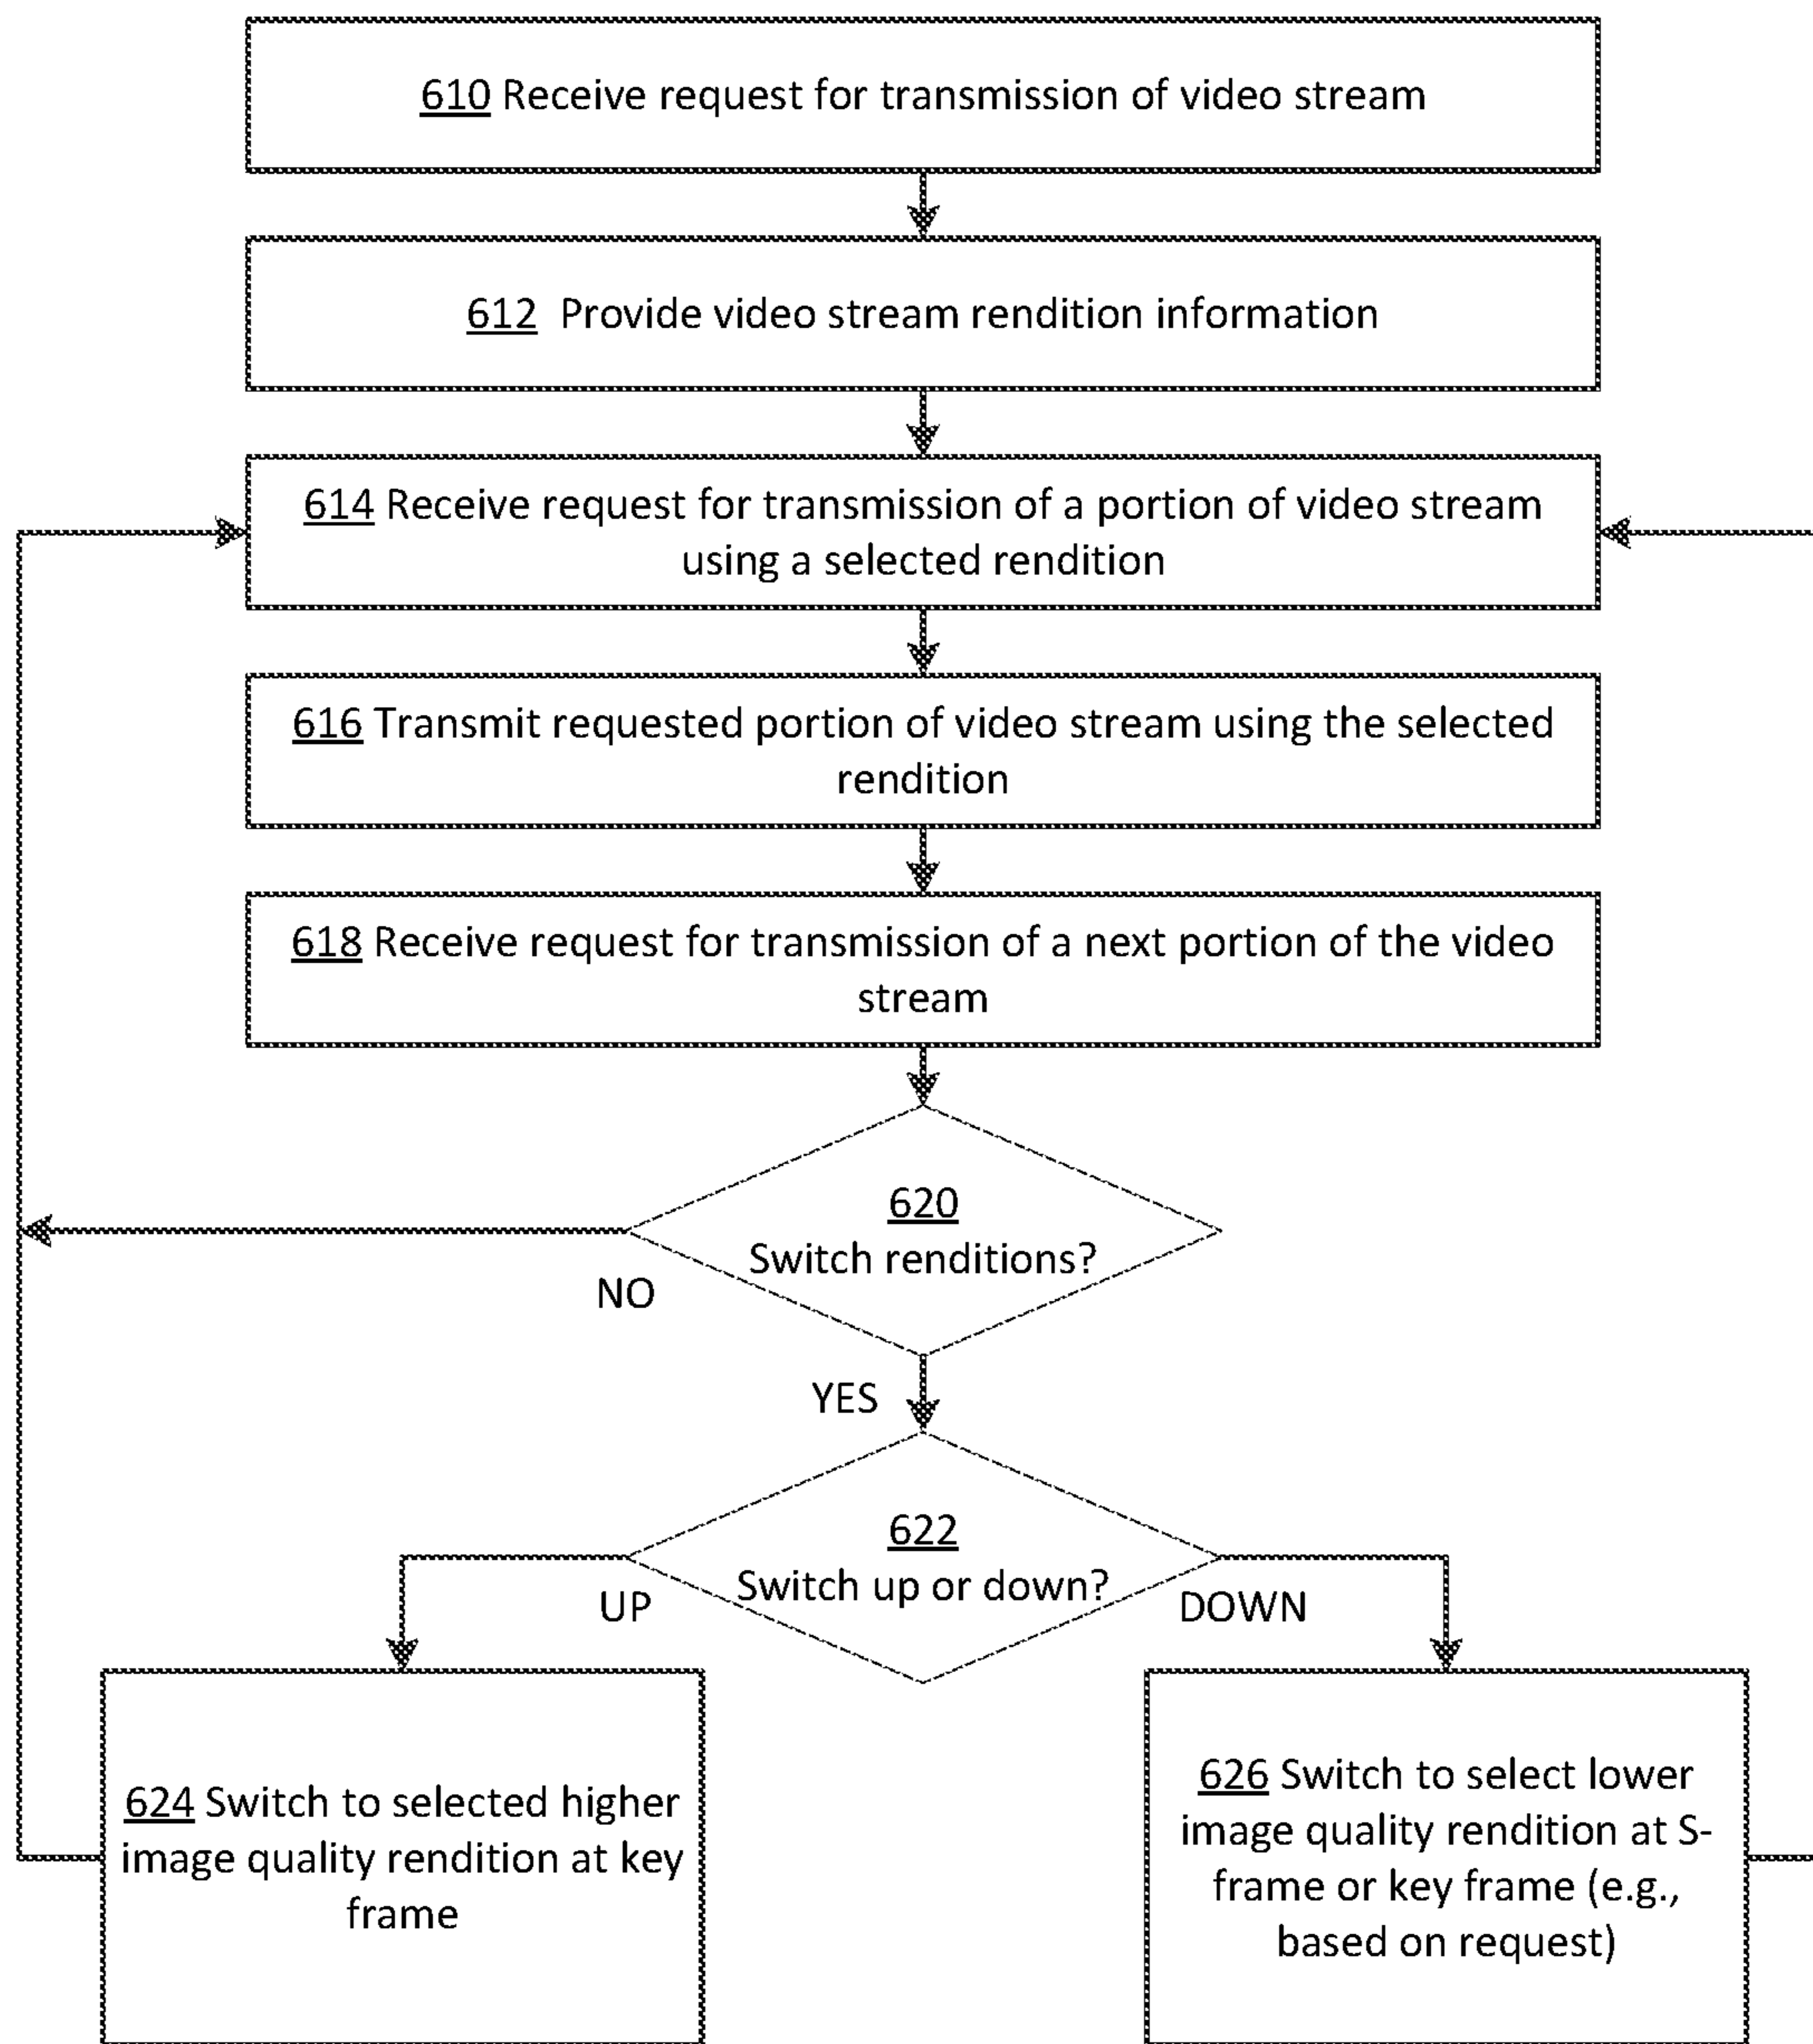 610 Receive request for transmission of video stream
612 Provide video stream rendition information
614 Receive request for transmission of a portion of video stream
using a selected rendition
616 Transmit requested portion of video stream using the selected
rendition
618 Receive request for transmission of a next portion of the video
stream
620
Switch renditions?
NO
YES
622
Switch up or down?
UP
DOWN
624 Switch to selected higher
image quality rendition at key
frame
626 Switch to select lower
image quality rendition at S-
frame or key frame (e.g.,
based on request)